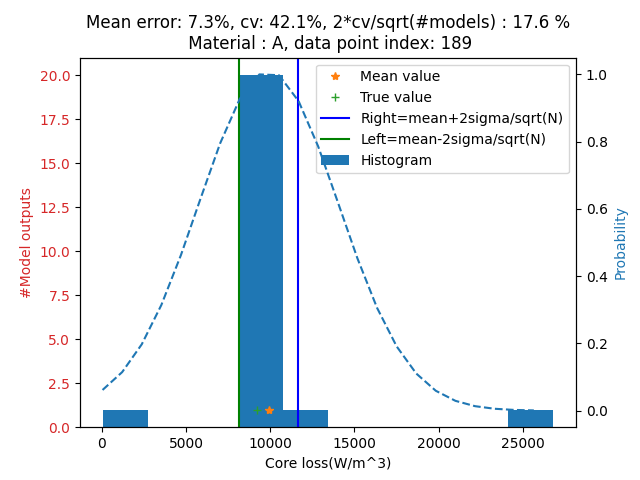 Mean error: 7.3%, cv: 42.1%, 2*cv/sqrt(#models) : 17.6 %
Material : A, data point index: 189
20.0
17.5
15.0
12.5
10.0
7.5
5.0
2.5
0.0
#Model outputs
Mean value
True value
Right=mean+2sigma/sqrt(N)
Left=mean-2sigma/sqrt(N)
Histogram
1.0
0.8
0.6
0.4
0.2
0.0
Probability
0 5000 10000 15000 20000 25000
Core loss(W/m^3)